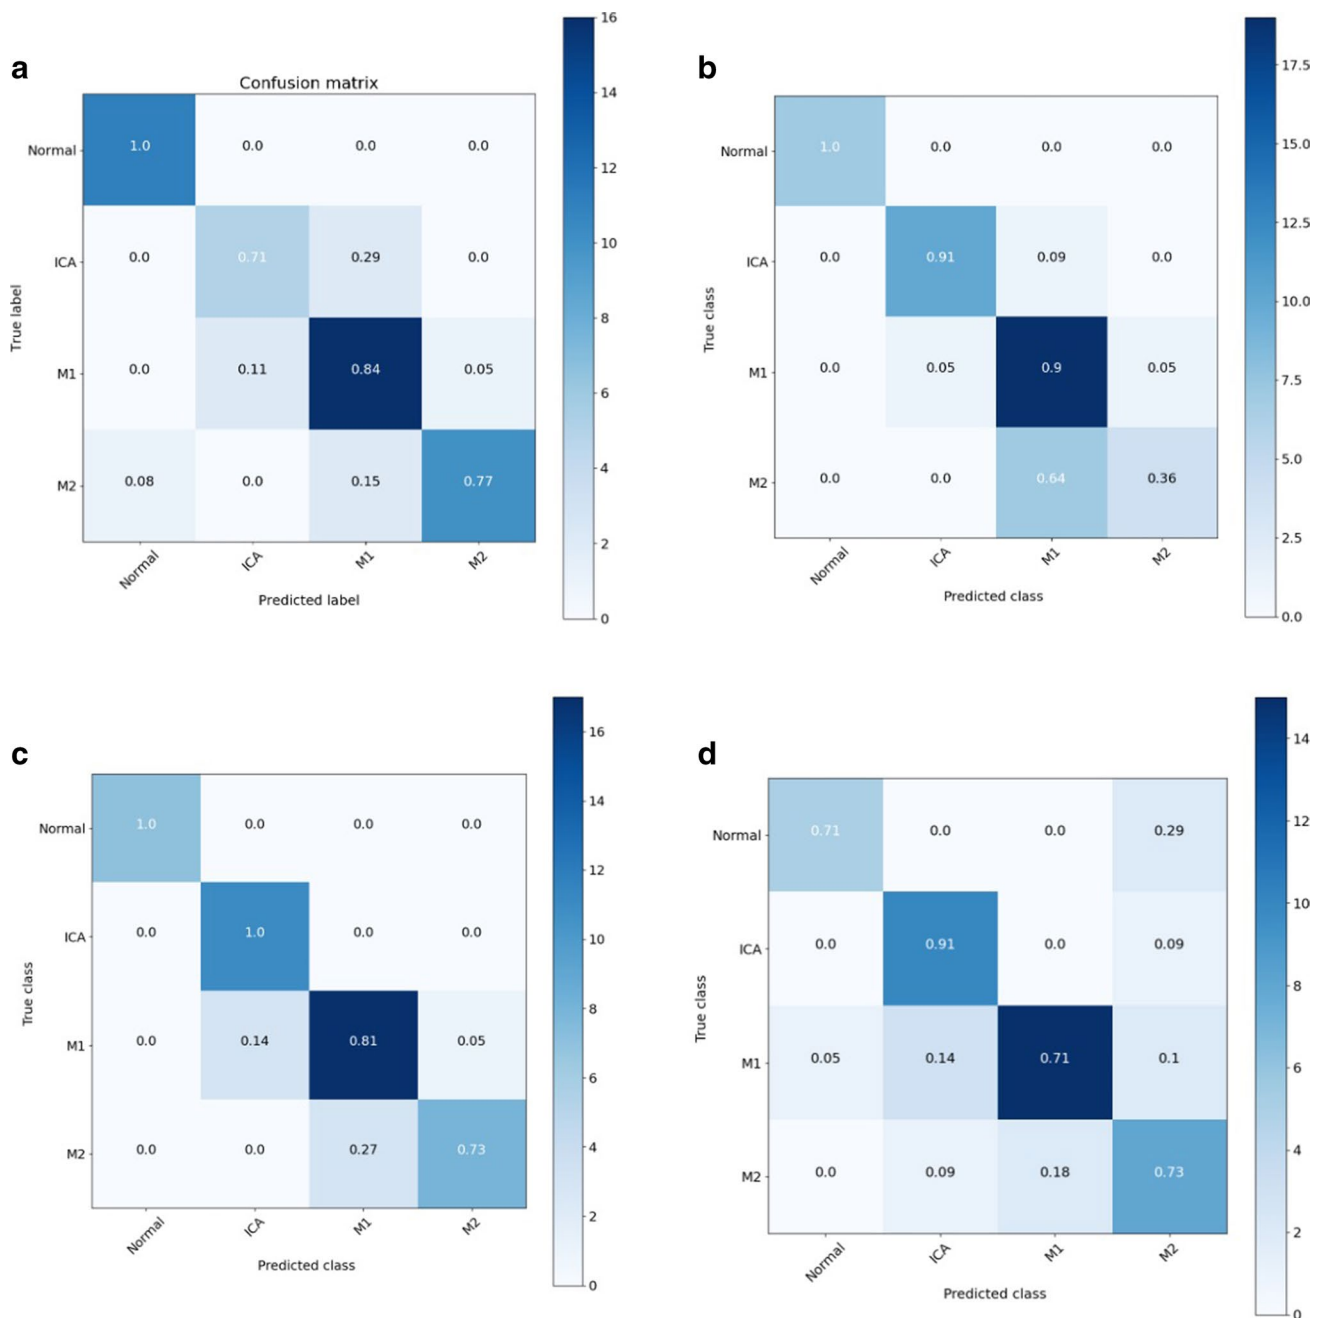 a
Confusion matrix
Normal 1.0 0.0 0.0 0.0
ICA 0.0 0.71 0.29 0.0
M1 0.0 0.11 0.84 0.05
M2 0.08 0.0 0.15 0.77
Normal ICA M1 M2
True label
Predicted label
16
14
12
10
8
6
4
2
0
b
Normal 1.0 0.0 0.0 0.0
ICA 0.0 0.91 0.09 0.0
M1 0.0 0.05 0.9 0.05
M2 0.0 0.0 0.64 0.36
Normal ICA M1 M2
True class
Predicted class
17.5
15.0
12.5
10.0
7.5
5.0
2.5
0.0
c
Normal 1.0 0.0 0.0 0.0
ICA 0.0 1.0 0.0 0.0
M1 0.0 0.14 0.81 0.05
M2 0.0 0.0 0.27 0.73
Normal ICA M1 M2
True class
Predicted class
16
14
12
10
8
6
4
2
0
d
Normal 0.71 0.0 0.0 0.29
ICA 0.0 0.91 0.0 0.09
M1 0.05 0.14 0.71 0.1
M2 0.0 0.09 0.18 0.73
Normal ICA M1 M2
True class
Predicted class
14
12
10
8
6
4
2
0